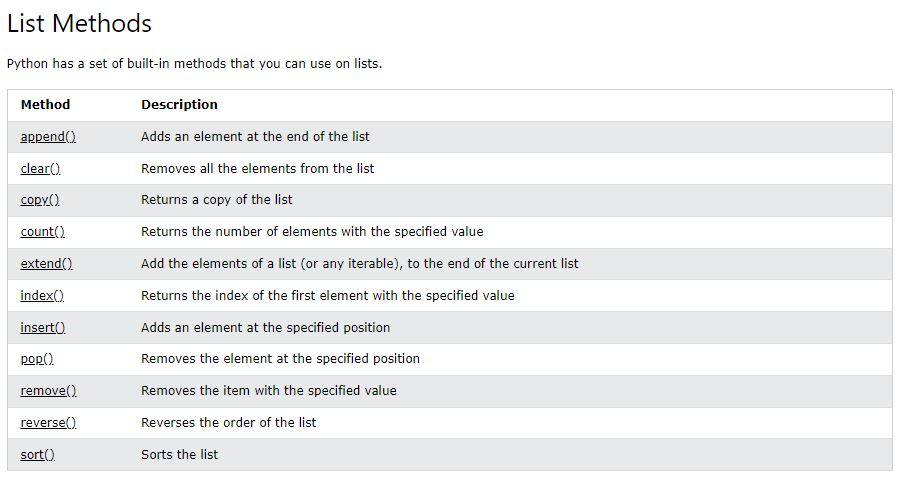 List Methods
Python has a set of built-in methods that you can use on lists.
Method Description
append() Adds an element at the end of the list
clear() Removes all the elements from the list
copy() Returns a copy of the list
count() Returns the number of elements with the specified value
extend() Add the elements of a list (or any iterable), to the end of the current list
index() Returns the index of the first element with the specified value
insert() Adds an element at the specified position
pop() Removes the element at the specified position
remove() Removes the item with the specified value
reverse() Reverses the order of the list
sort() Sorts the list